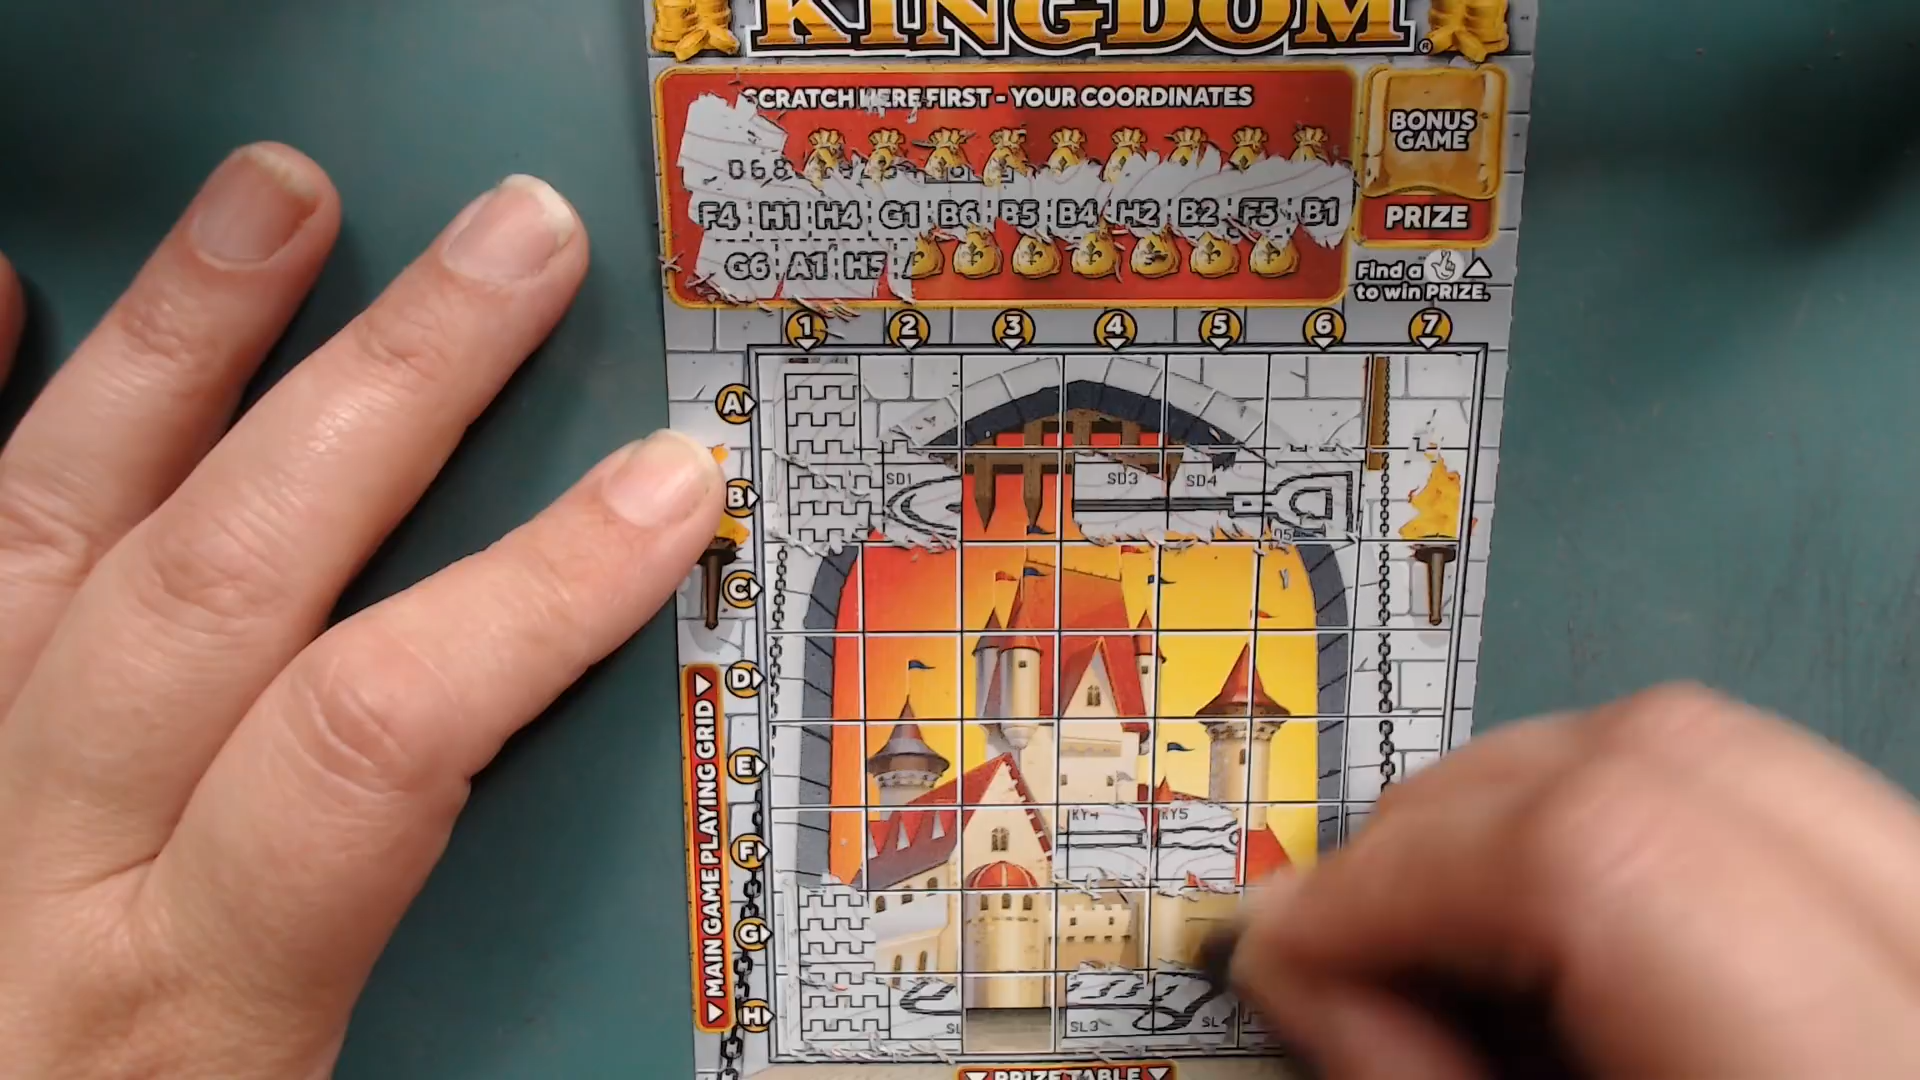 KINGDOM
SCRATCH HERE FIRST - YOUR COORDINATES
068
F4 H1 H4 G1 B6 B5 B4 H2 B2 F5 B1
G6 A1 H5
BONUS
GAME
PRIZE
Find a
to win PRIZE.
1 2 3 4 5 6 7
A
B
C
D
E
F
G
H
SD1 SD3 SD4
KY4 KY5
SL3
MAIN GAME PLAYING GRID
PRIZE TABLE